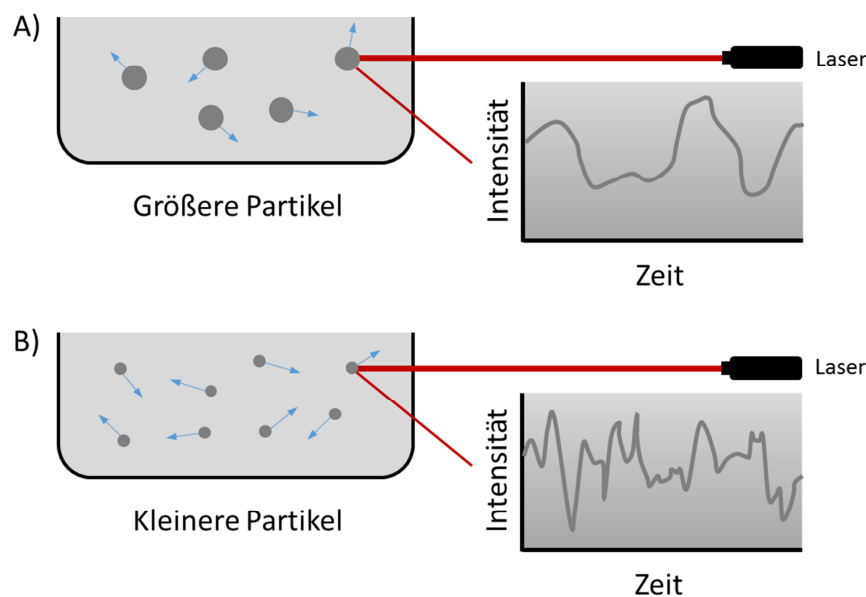 A)
Laser
Intensität
Größere Partikel
Zeit
B)
Laser
Intensität
Kleinere Partikel
Zeit